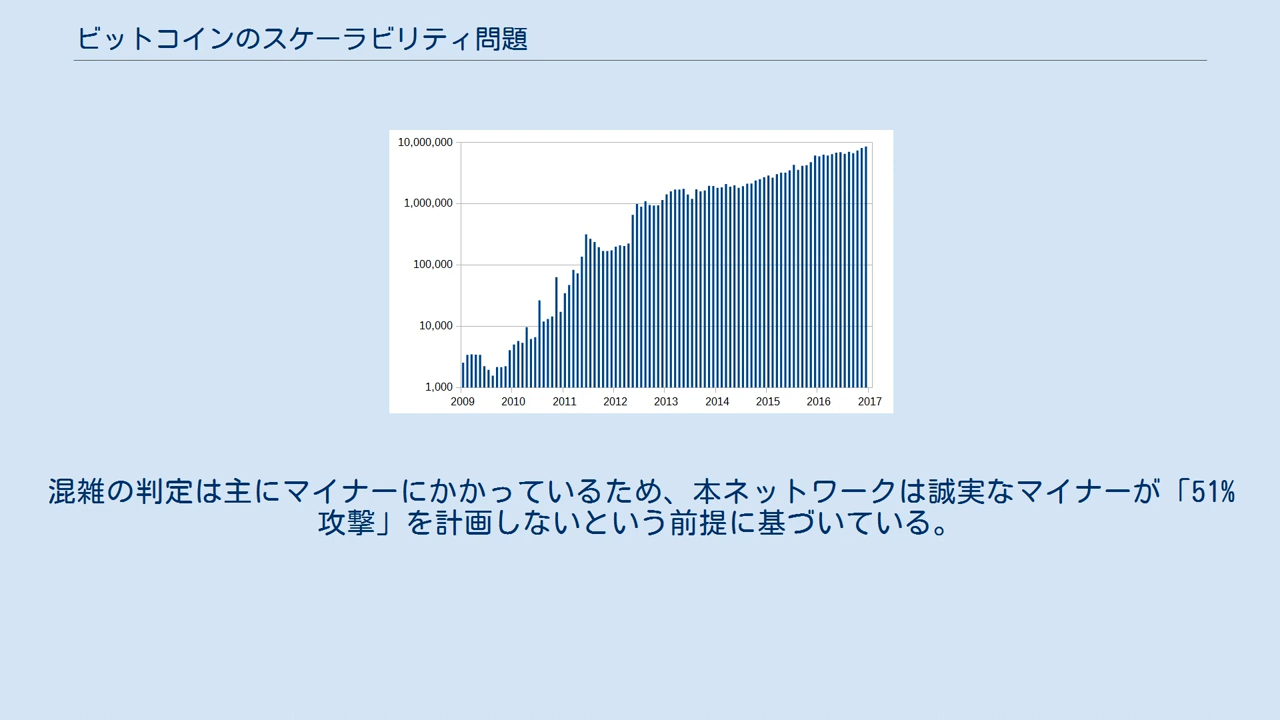 ビットコインのスケーラビリティ問題
10,000,000
1,000,000
100,000
10,000
1,000
2009 2010 2011 2012 2013 2014 2015 2016 2017
混雑の判定は主にマイナーにかかっているため、本ネットワークは誠実なマイナーが「51%
攻撃」を計画しないという前提に基づいている。